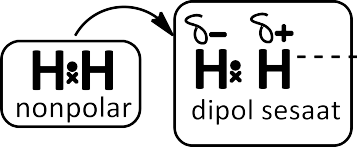 H H
nonpolar
δ− δ+
H H
dipol sesaat